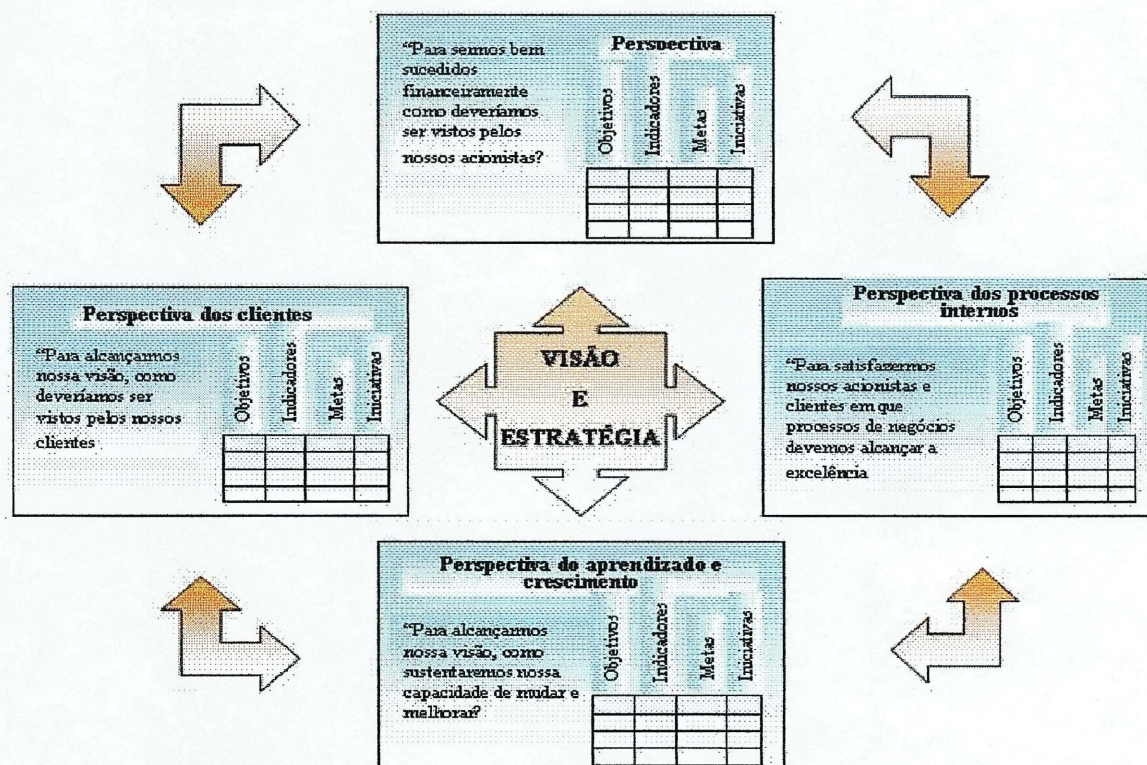 Perspectiva
“Para sermos bem
sucedidos
financeiramente
como deveríamos
ser vistos pelos
nossos acionistas?
Objetivos
Indicadores
Metas
Iniciativas
Perspectiva dos clientes
“Para alcançarmos
nossa visão, como
deveríamos ser
vistos pelos nossos
clientes
Objetivos
Indicadores
Metas
Iniciativas
VISÃO
E
ESTRATÉGIA
Perspectiva dos processos
internos
“Para satisfazermos
nossos acionistas e
clientes em que
processos de negócios
devemos alcançar a
excelência
Objetivos
Indicadores
Metas
Iniciativas
Perspectiva do aprendizado e
crescimento
“Para alcançarmos
nossa visão, como
sustentaremos nossa
capacidade de mudar e
melhorar?
Objetivos
Indicadores
Metas
Iniciativas